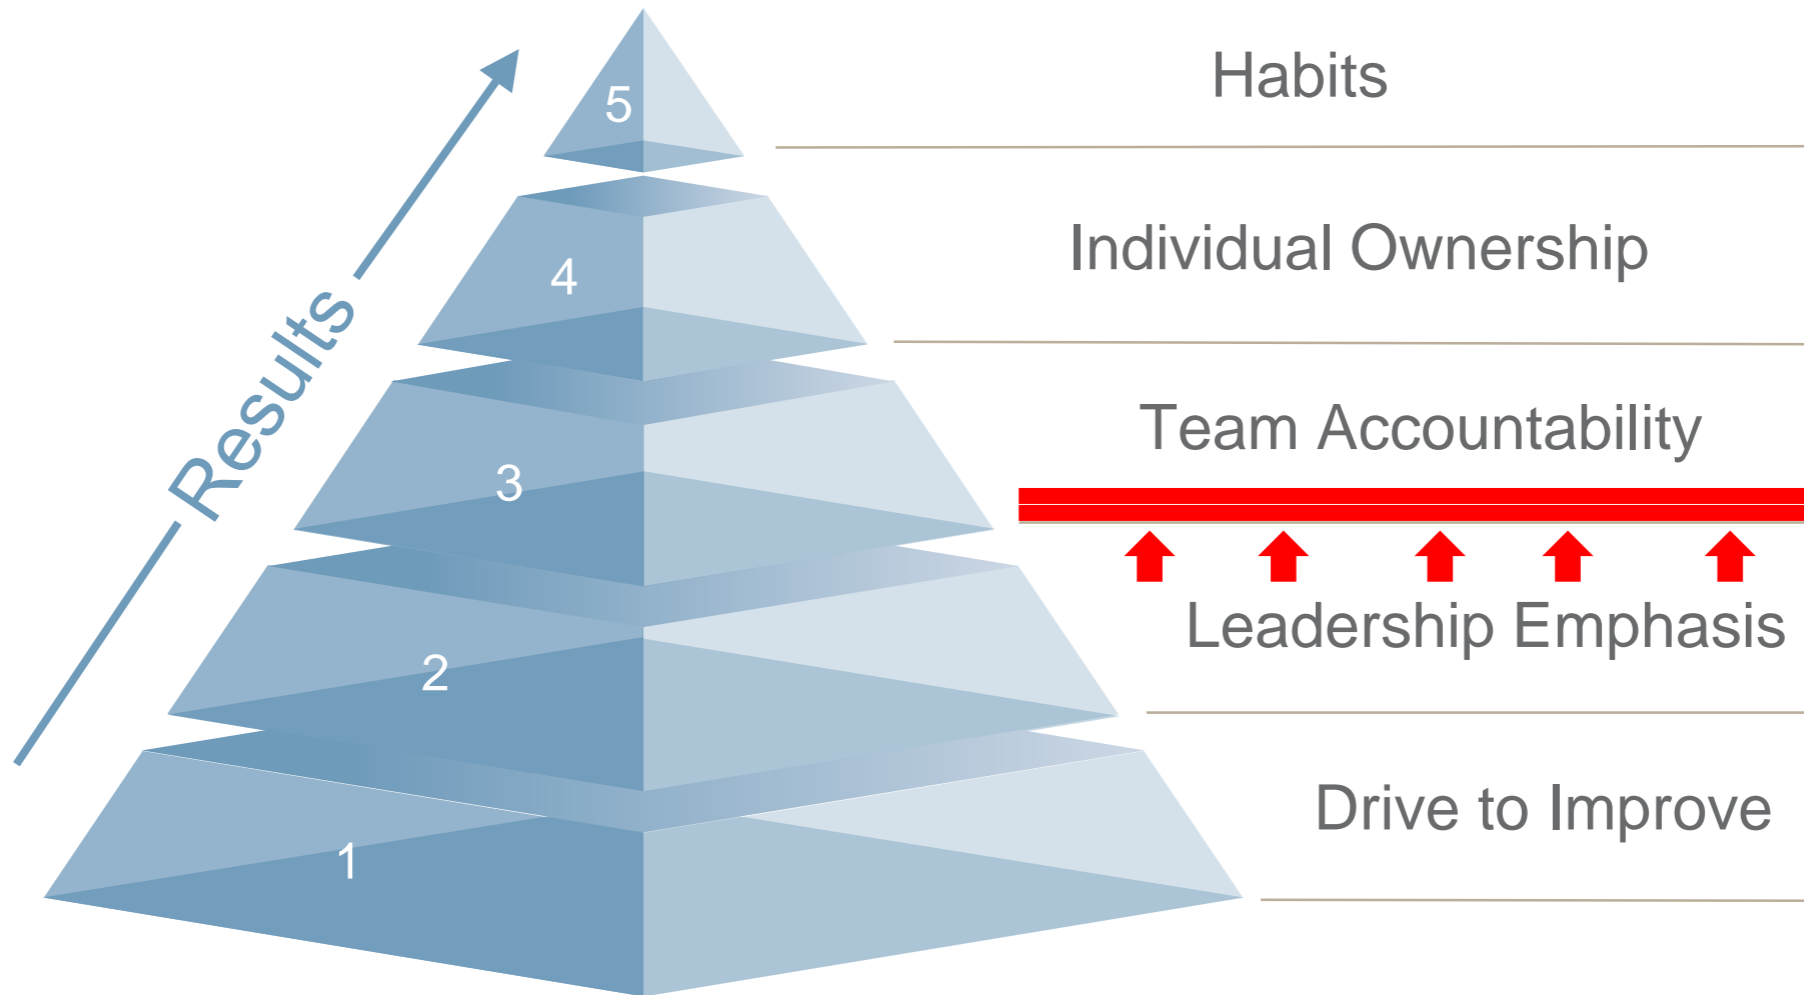 5
Habits
4
Individual Ownership
Results
3
Team Accountability
2
Leadership Emphasis
1
Drive to Improve